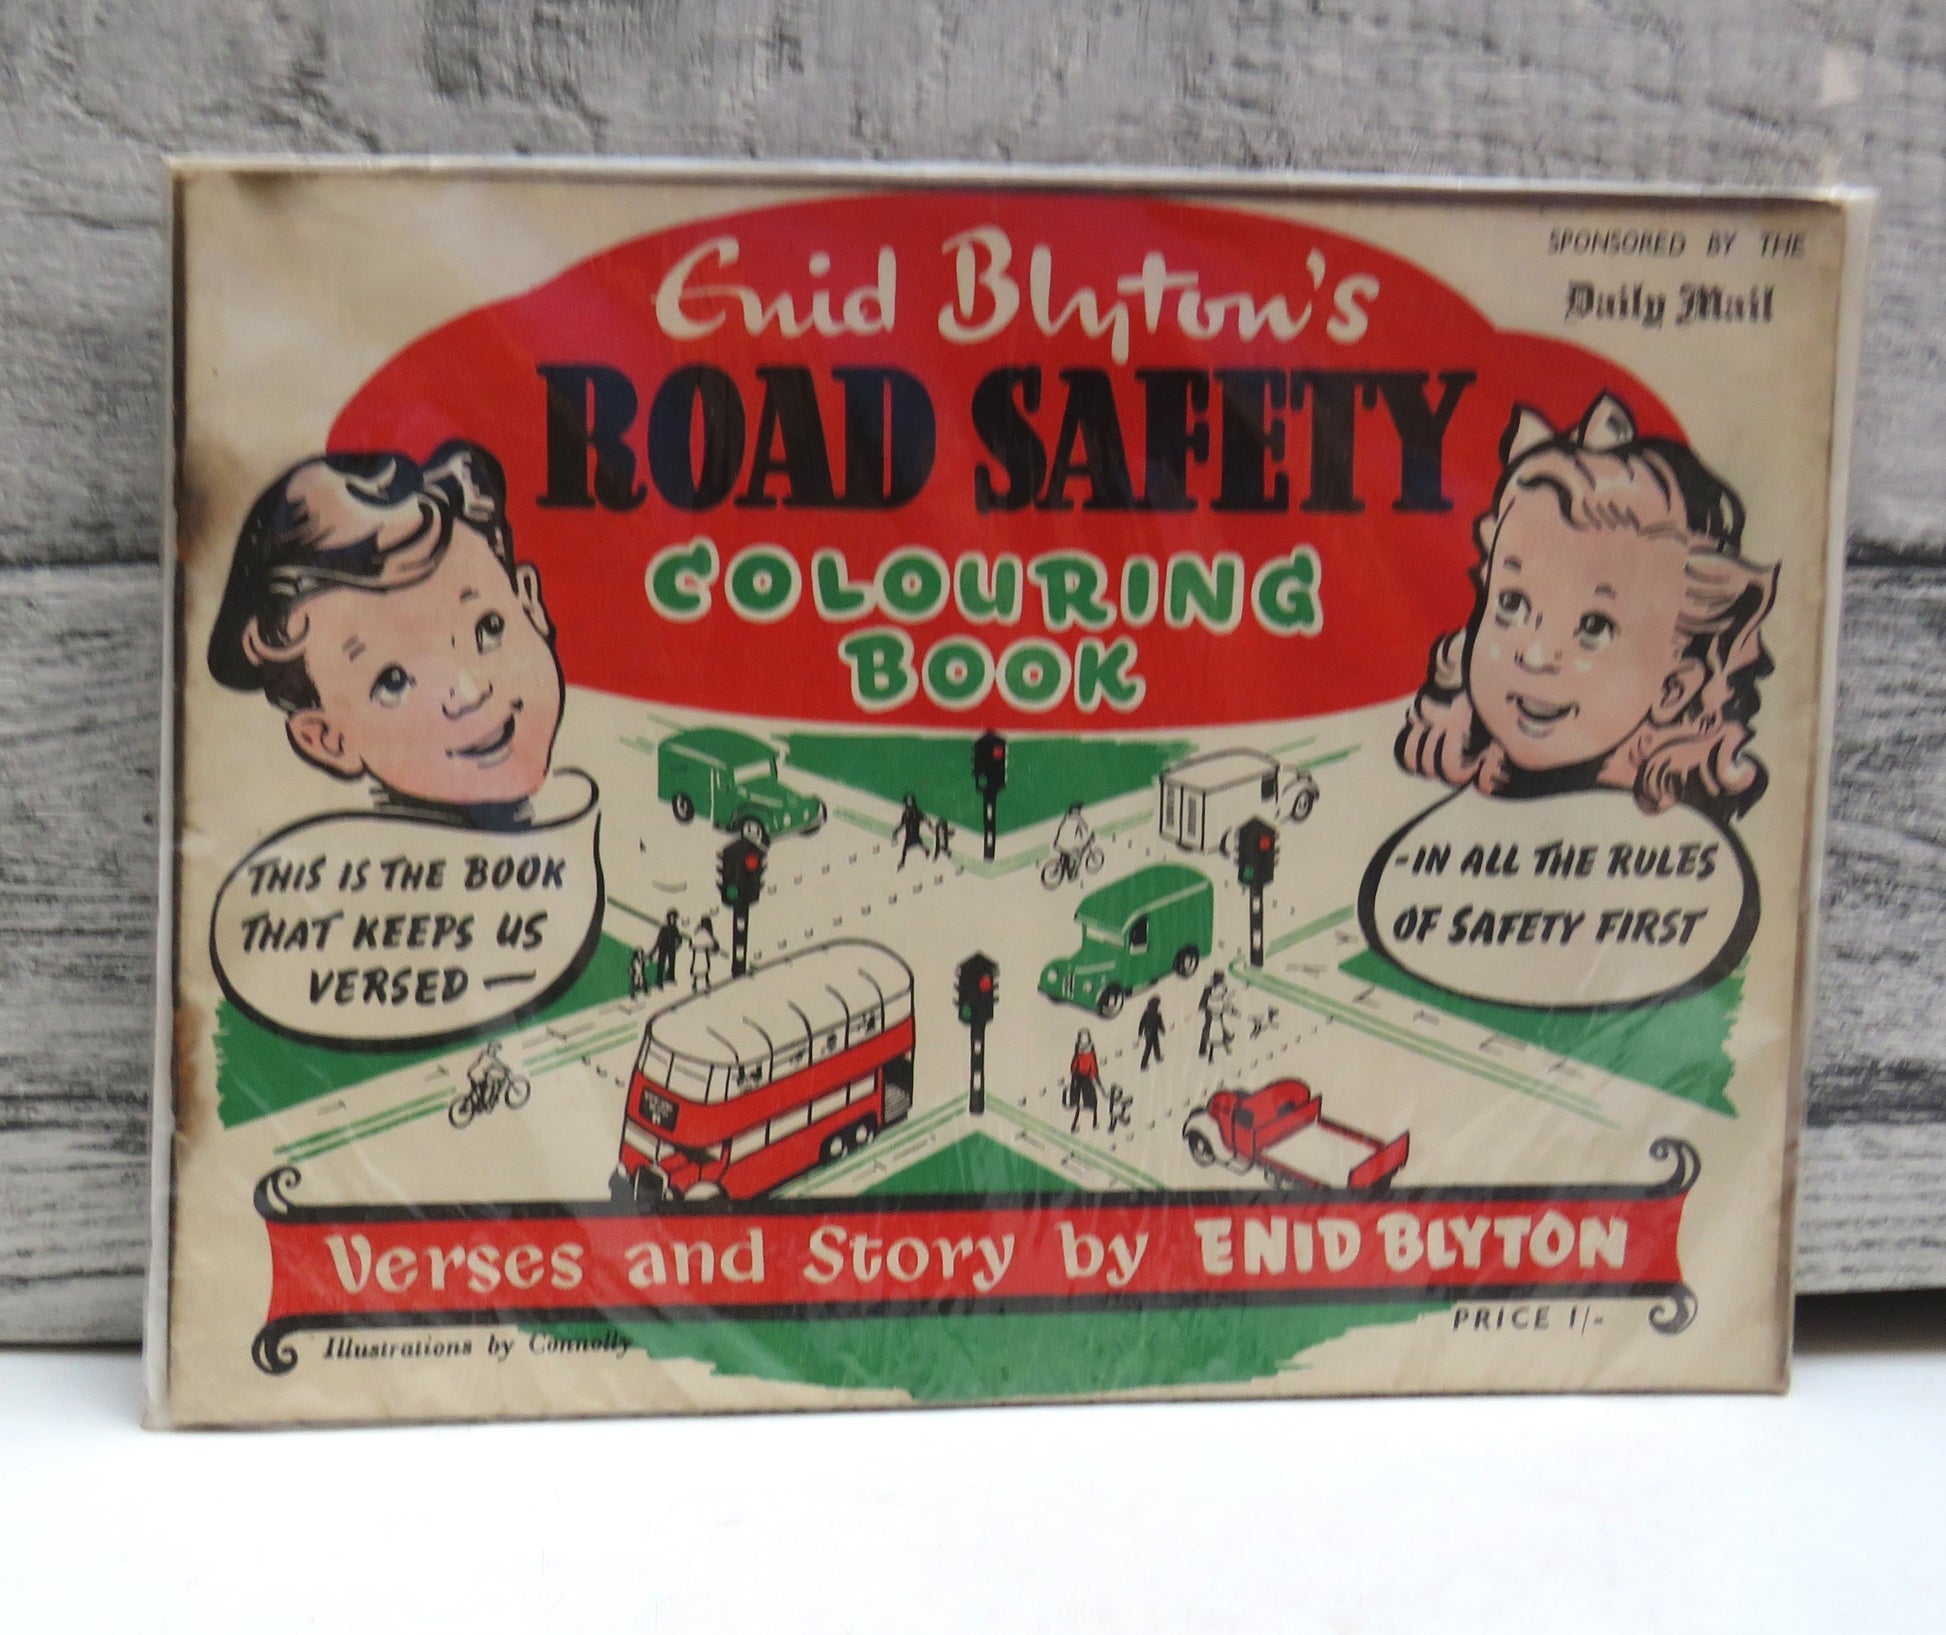 SPONSORED BY THE
Daily Mail
Enid Blyton's
ROAD SAFETY
COLOURING
BOOK
THIS IS THE BOOK
THAT KEEPS US
VERSED —
-IN ALL THE RULES
OF SAFETY FIRST
Verses and Story by ENID BLYTON
Illustrations by Connolly
PRICE 1/-